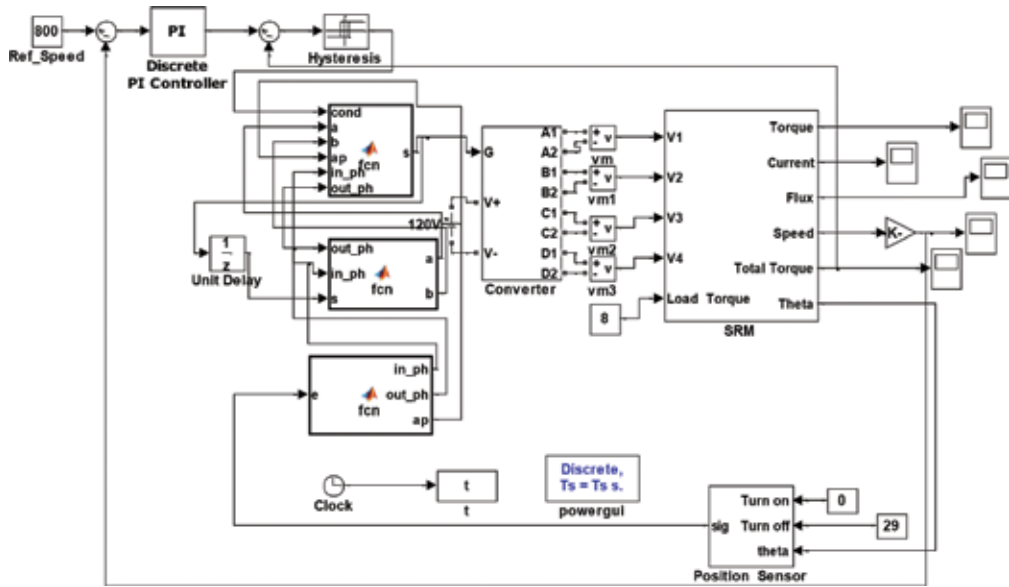 800
Ref_Speed
PI
Discrete
PI Controller
Hysteresis
cond
a
b
ap
in_ph
out_ph
fcn
s
out_ph
in_ph
s
fcn
a
b
1
z
Unit Delay
e
fcn
in_ph
out_ph
ap
120V
G
V+
V-
A1
A2
B1
B2
C1
C2
D1
D2
Converter
+
-
v
vm
+
-
v
vm1
+
-
v
vm2
+
-
v
vm3
8
V1
V2
V3
V4
Load Torque
Torque
Current
Flux
Speed
Total Torque
Theta
SRM
K-
Clock
t
t
Discrete,
Ts = Ts s.
powergui
sig
Turn on
Turn off
theta
Position Sensor
0
29